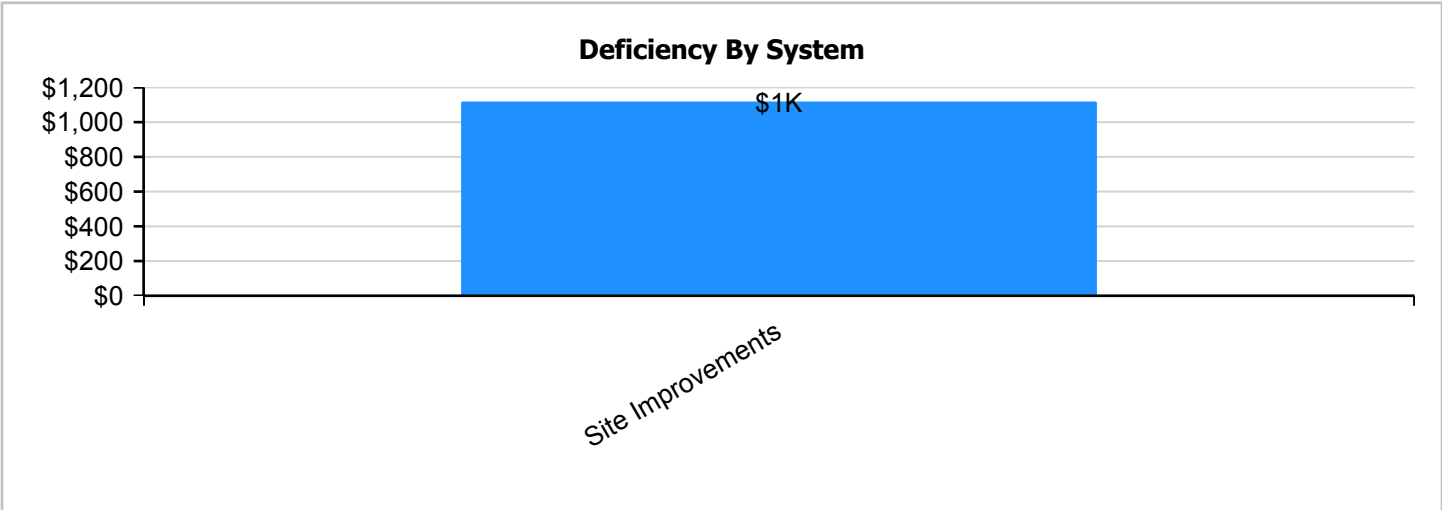 Deficiency By System
$1,200
$1K
$1,000
$800
$600
$400
$200
$0
Site Improvements